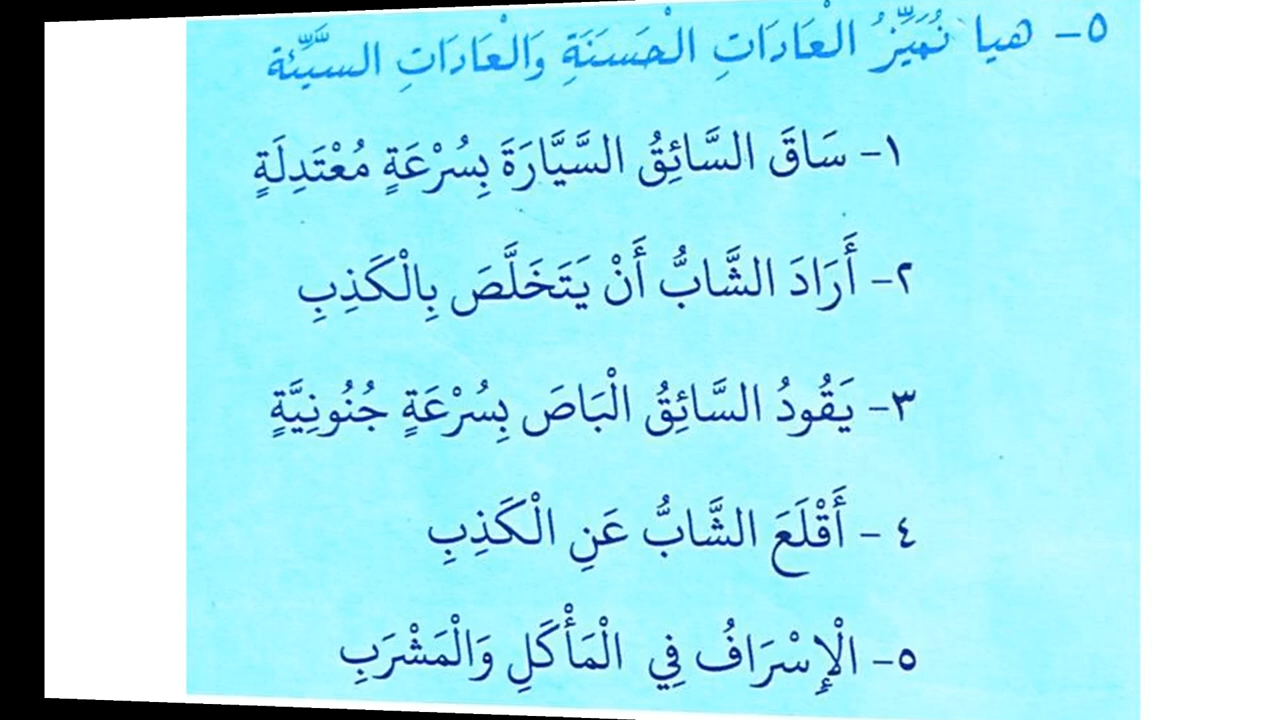 ٥- هيا نُمَيِّزُ الْعَادَاتِ الْحَسَنَةِ وَالْعَادَاتِ السَّيِّئَة
١- سَاقَ السَّائِقُ السَّيَّارَةَ بِسُرْعَةٍ مُعْتَدِلَةٍ
٢- أَرَادَ الشَّابُّ أَنْ يَتَخَلَّصَ بِالْكَذِبِ
٣- يَقُودُ السَّائِقُ الْبَاصَ بِسُرْعَةٍ جُنُونِيَّةٍ
٤ - أَقْلَعَ الشَّابُّ عَنِ الْكَذِبِ
٥- الْإِسْرَافُ فِي الْمَأْكَلِ وَالْمَشْرَبِ